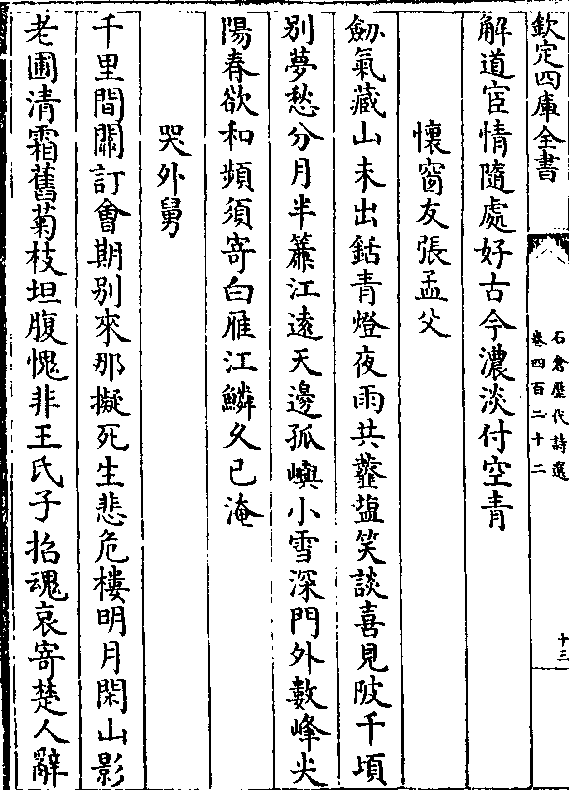 欽定四庫全書
石倉歷代詩選
卷四百二十二
十三
解道宦情隨處好古今濃淡付空青
懷窗友張孟父
劒氣藏山未出銛青燈夜雨共虀盬笑談喜見陂千頃
别夢愁分月半簾江遠天邊孤嶼小雪深門外數峰尖
陽春欲和頻須寄白雁江鱗久已淹
哭外舅
千里間關訂會期别來那擬死生悲危樓明月閑山影
老圃清霜舊菊枝坦腹愧非王氏子招魂哀寄楚人辭